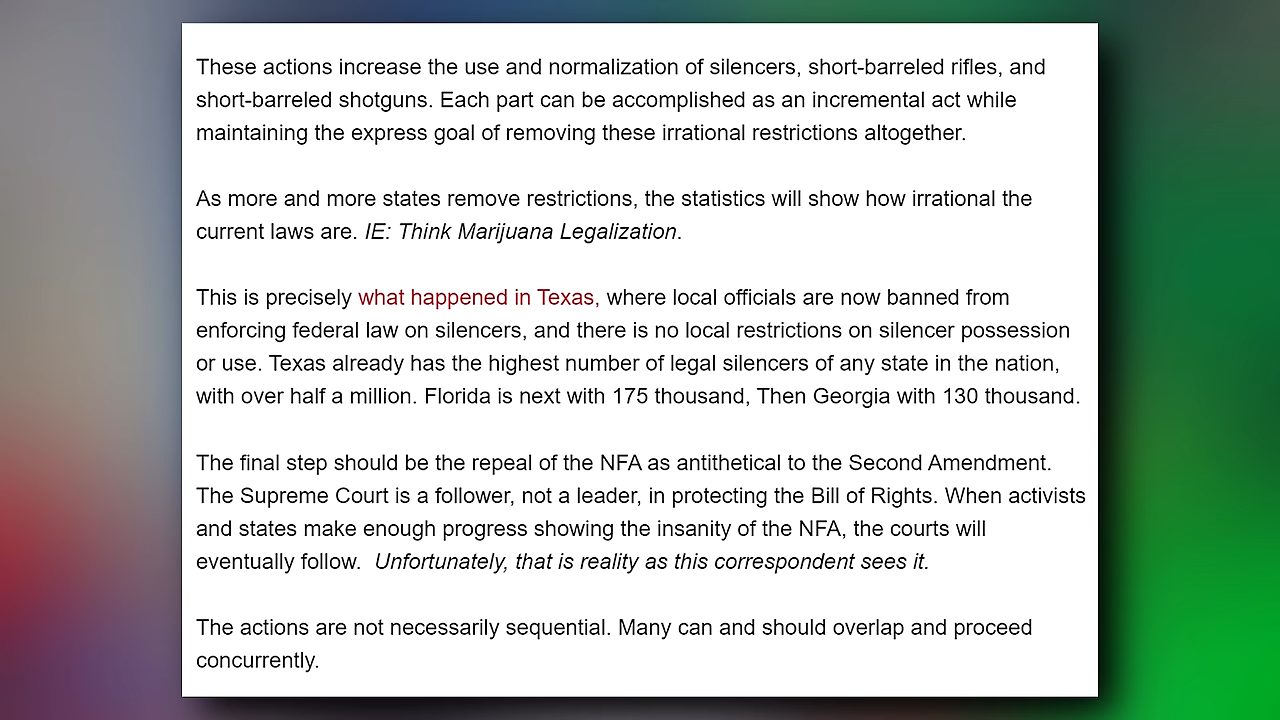 These actions increase the use and normalization of silencers, short-barreled rifles, and
short-barreled shotguns. Each part can be accomplished as an incremental act while
maintaining the express goal of removing these irrational restrictions altogether.
As more and more states remove restrictions, the statistics will show how irrational the
current laws are. IE: Think Marijuana Legalization.
This is precisely what happened in Texas, where local officials are now banned from
enforcing federal law on silencers, and there is no local restrictions on silencer possession
or use. Texas already has the highest number of legal silencers of any state in the nation,
with over half a million. Florida is next with 175 thousand, Then Georgia with 130 thousand.
The final step should be the repeal of the NFA as antithetical to the Second Amendment.
The Supreme Court is a follower, not a leader, in protecting the Bill of Rights. When activists
and states make enough progress showing the insanity of the NFA, the courts will
eventually follow.  Unfortunately, that is reality as this correspondent sees it.
The actions are not necessarily sequential. Many can and should overlap and proceed
concurrently.